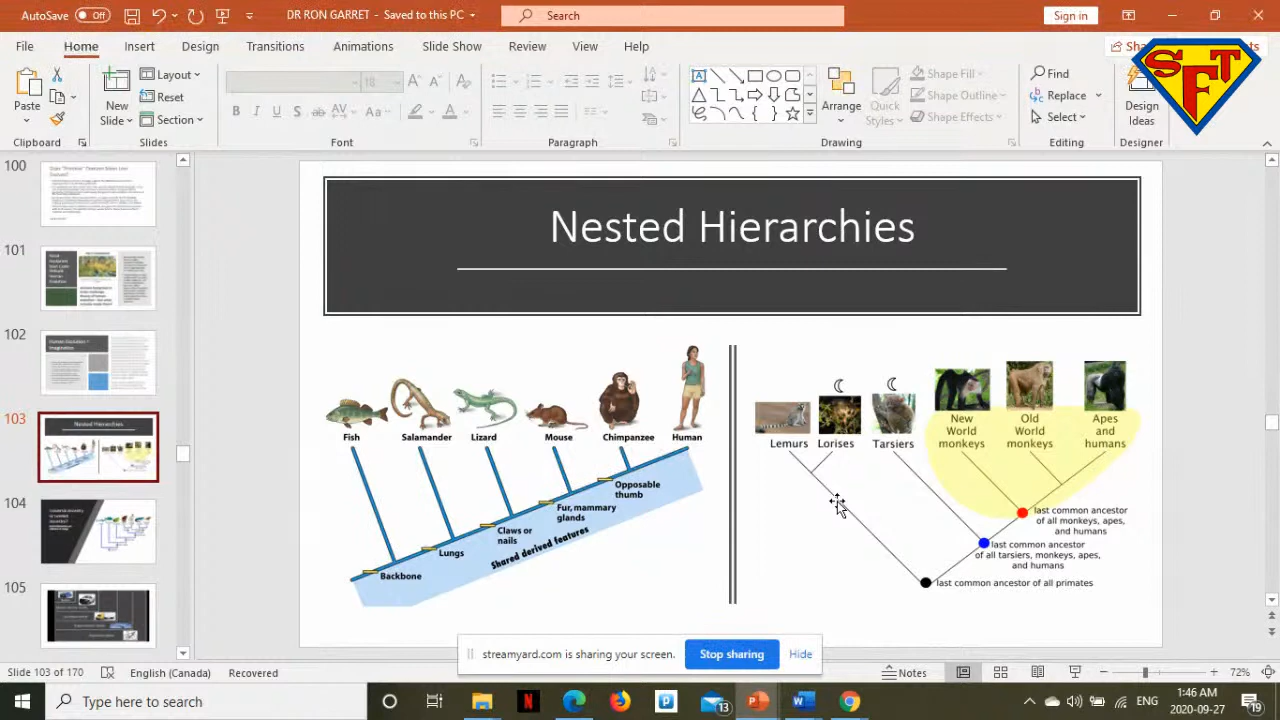 AutoSave Off
DR RON GARRET - Saved to this PC
Search
Sign in
File Home Insert Design Transitions Animations Slide Show Review View Help
SFT
Paste
New
Slide
Layout
Reset
Section
18
Arrange
Quick
Styles
Shape Fill
Shape Outline
Shape Effects
Find
Replace
Select
Design
Ideas
Clipboard Slides Font Paragraph Drawing Editing Designer
100
101
102
103
104
105
Nested Hierarchies
Nested Hierarchies
Fish Salamander Lizard Mouse Chimpanzee Human
Opposable
thumb
Fur, mammary
glands
Claws or
nails
Lungs
Backbone
Shared derived features
Lemurs Lorises Tarsiers
New
World
monkeys
Old
World
monkeys
Apes
and
humans
last common ancestor
of all monkeys, apes,
and humans
last common ancestor
of all tarsiers, monkeys, apes,
and humans
last common ancestor of all primates
streamyard.com is sharing your screen.
Stop sharing
Hide
Slide 103 of 170
English (Canada)
Recovered
Notes
72%
Type here to search
13
ENG
1:46 AM
2020-09-27
19